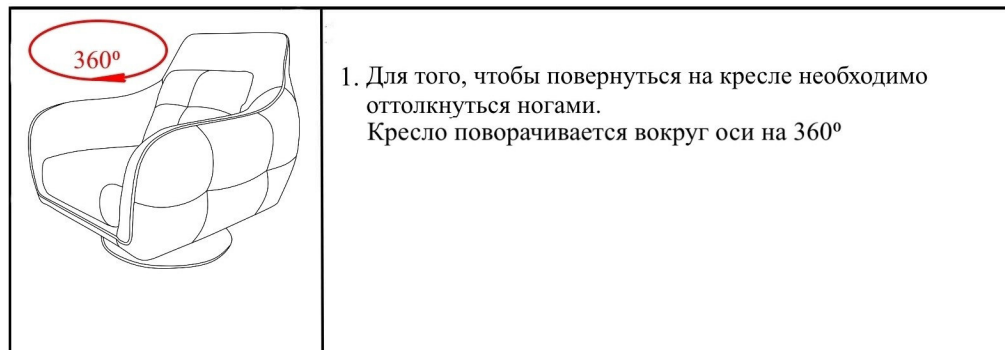 360º
1. Для того, чтобы повернуться на кресле необходимо
оттолкнуться ногами.
Кресло поворачивается вокруг оси на 360º